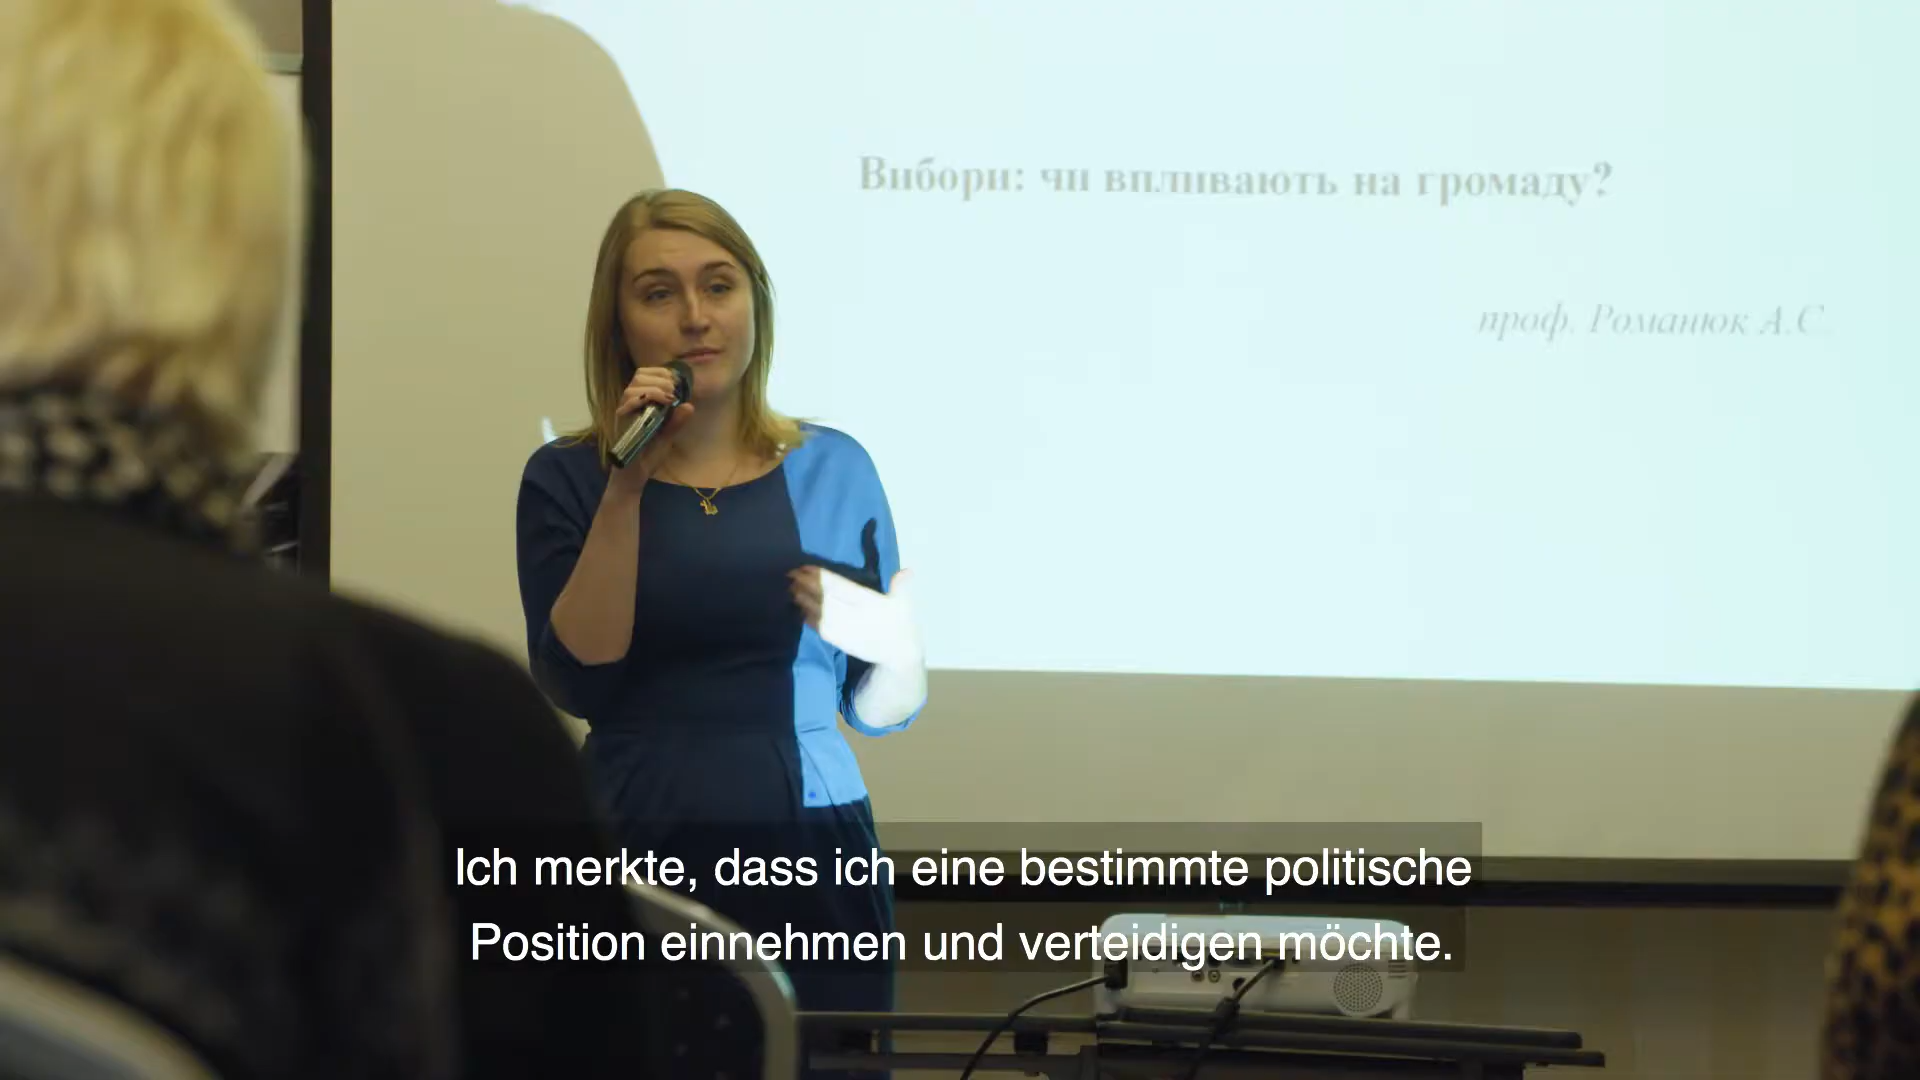 Вибори: чи впливають на громаду?
проф. Романюк А.С.
Ich merkte, dass ich eine bestimmte politische
Position einnehmen und verteidigen möchte.